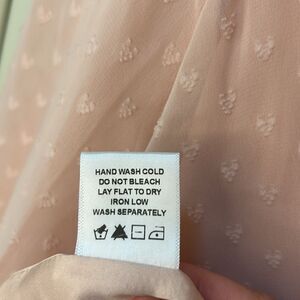 HAND WASH COLD
DO NOT BLEACH
LAY FLAT TO DRY
IRON LOW
WASH SEPARATELY